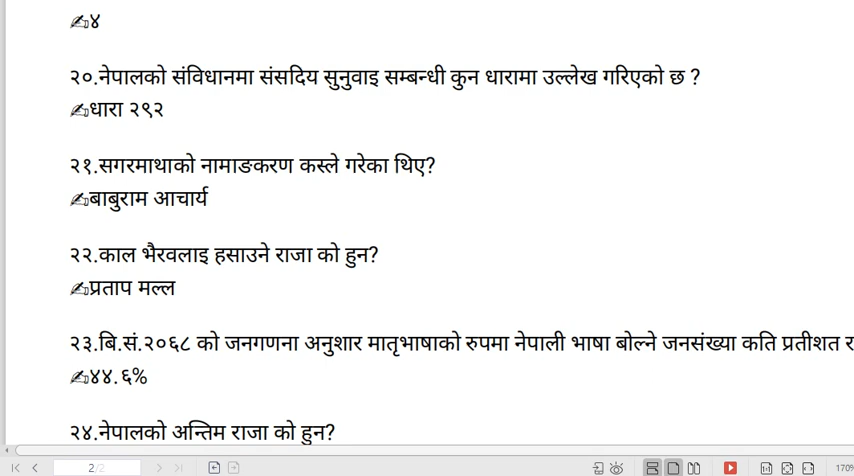 ✍४
२०.नेपालको संविधानमा संसदिय सुनुवाइ सम्बन्धी कुन धारामा उल्लेख गरिएको छ ?
✍धारा २९२
२१.सगरमाथाको नामाङकरण कस्ले गरेका थिए?
✍बाबुराम आचार्य
२२.काल भैरवलाइ हसाउने राजा को हुन?
✍प्रताप मल्ल
२३.बि.सं.२०६८ को जनगणना अनुशार मातृभाषाको रुपमा नेपाली भाषा बोल्ने जनसंख्या कति प्रतीशत
✍४४.६%
२४.नेपालको अन्तिम राजा को हुन?
2/2
170%